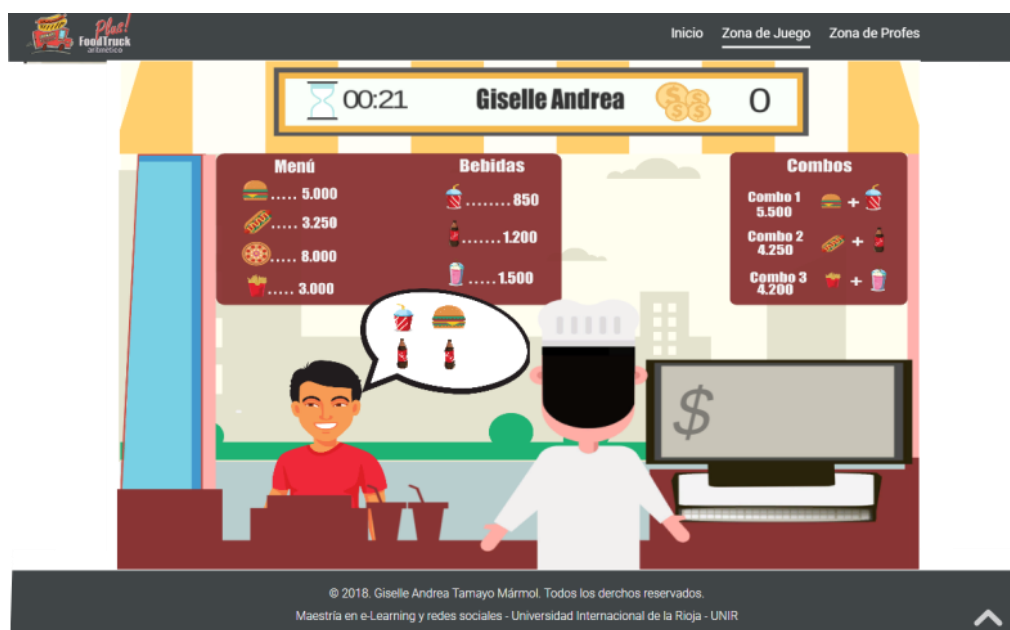 Plus!
FoodTruck
aritmético
Inicio Zona de Juego Zona de Profes
00:21 Giselle Andrea 0
Menú
..... 5.000
..... 3.250
..... 8.000
..... 3.000
Bebidas
........ 850
....... 1.200
..... 1.500
Combos
Combo 1
5.500
+
Combo 2
4.250
+
Combo 3
4.200
+
$
© 2018. Giselle Andrea Tamayo Mármol. Todos los derchos reservados.
Maestría en e-Learning y redes sociales - Universidad Internacional de la Rioja - UNIR